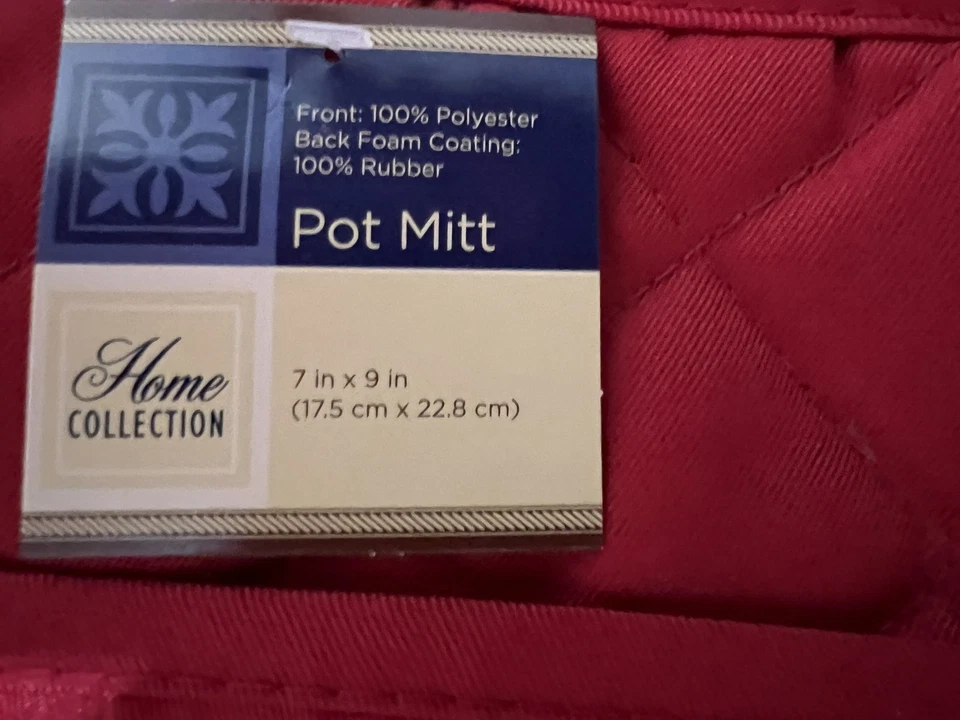 Front: 100% Polyester
Back Foam Coating:
100% Rubber
Pot Mitt
Home
COLLECTION
7 in x 9 in
(17.5 cm x 22.8 cm)